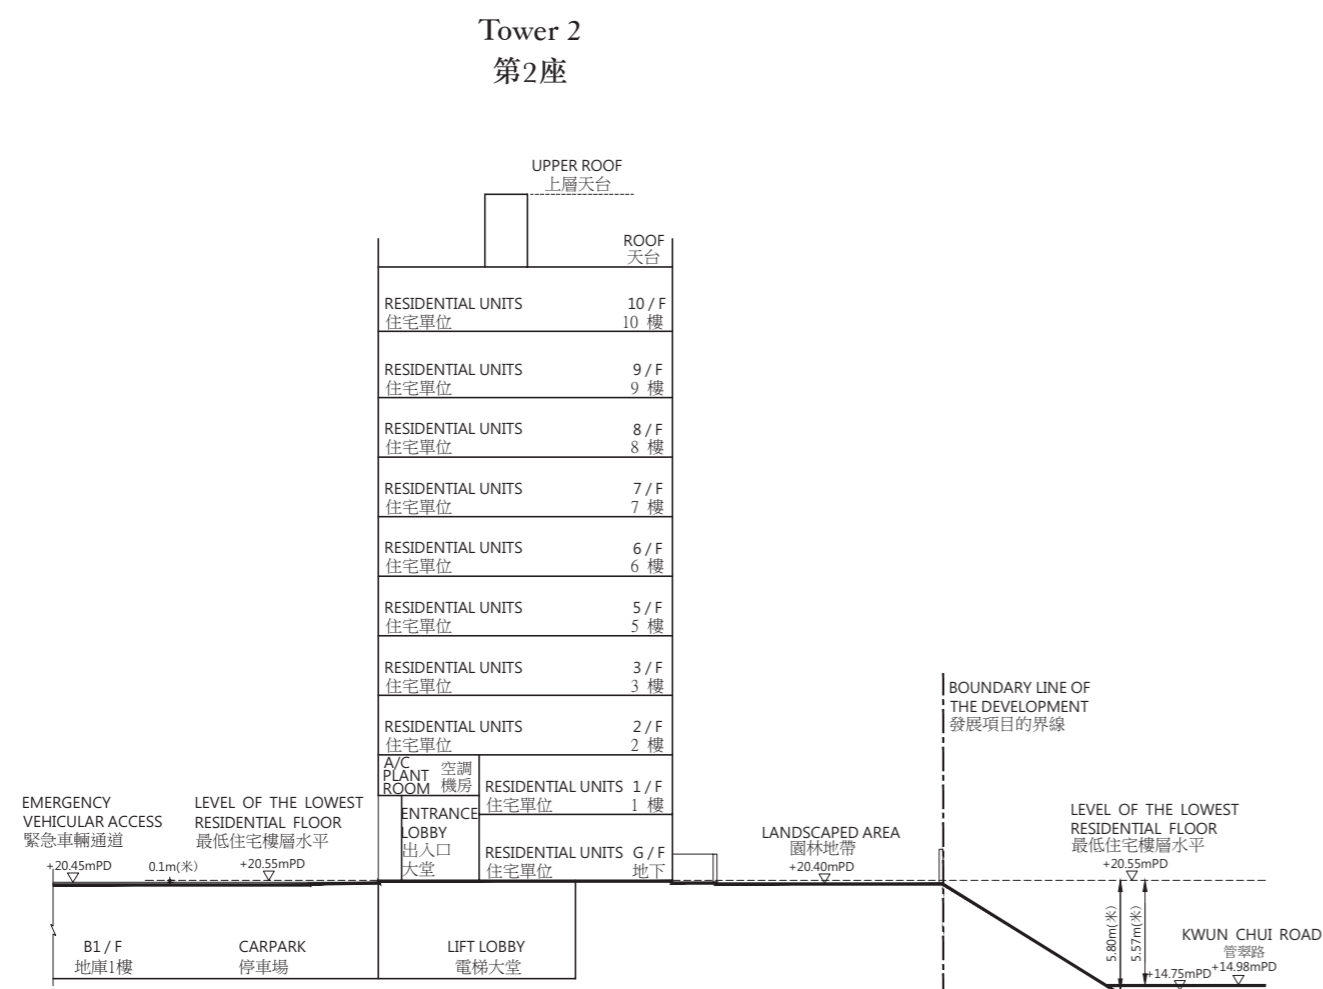 Tower 2
第2座
UPPER ROOF
上層天台
ROOF
天台
RESIDENTIAL UNITS 10 / F
住宅單位 10 樓
RESIDENTIAL UNITS 9 / F
住宅單位 9 樓
RESIDENTIAL UNITS 8 / F
住宅單位 8 樓
RESIDENTIAL UNITS 7 / F
住宅單位 7 樓
RESIDENTIAL UNITS 6 / F
住宅單位 6 樓
RESIDENTIAL UNITS 5 / F
住宅單位 5 樓
RESIDENTIAL UNITS 3 / F
住宅單位 3 樓
RESIDENTIAL UNITS 2 / F
住宅單位 2 樓
A/C
PLANT
ROOM
空調
機房
RESIDENTIAL UNITS 1 / F
住宅單位 1 樓
ENTRANCE
LOBBY
出入口
大堂
RESIDENTIAL UNITS G / F
住宅單位 地下
EMERGENCY
VEHICULAR ACCESS
緊急車輛通道
+20.45mPD
0.1m(米)
LEVEL OF THE LOWEST
RESIDENTIAL FLOOR
最低住宅樓層水平
+20.55mPD
LANDSCAPED AREA
園林地帶
+20.40mPD
BOUNDARY LINE OF
THE DEVELOPMENT
發展項目的界線
LEVEL OF THE LOWEST
RESIDENTIAL FLOOR
最低住宅樓層水平
+20.55mPD
5.80m(米)
5.57m(米)
KWUN CHUI ROAD
管翠路
+14.75mPD
+14.98mPD
B1 / F
地庫1樓
CARPARK
停車場
LIFT LOBBY
電梯大堂